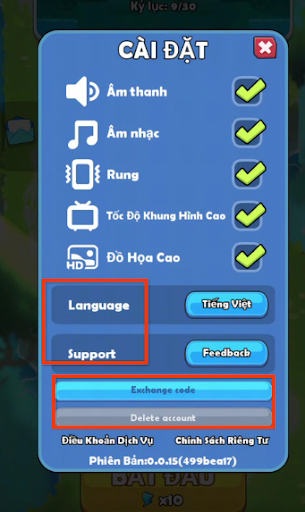 Kỷ lục: 9/30
CÀI ĐẶT
Âm thanh
Âm nhạc
Rung
Tốc Độ Khung Hình Cao
HD Đồ Họa Cao
Language Tiếng Việt
Support Feedback
Exchange code
Delete account
Điều Khoản Dịch Vụ Chính Sách Riêng Tư
Phiên Bản:0.0.15(499bea17)
BẮT ĐẦU
x10